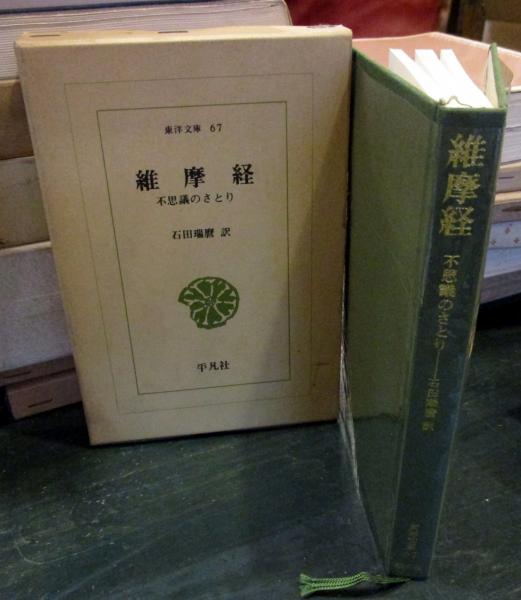 東洋文庫 67
維摩経
不思議のさとり
石田瑞麿 訳
平凡社
維摩経
不思議のさとり――石田瑞麿 訳